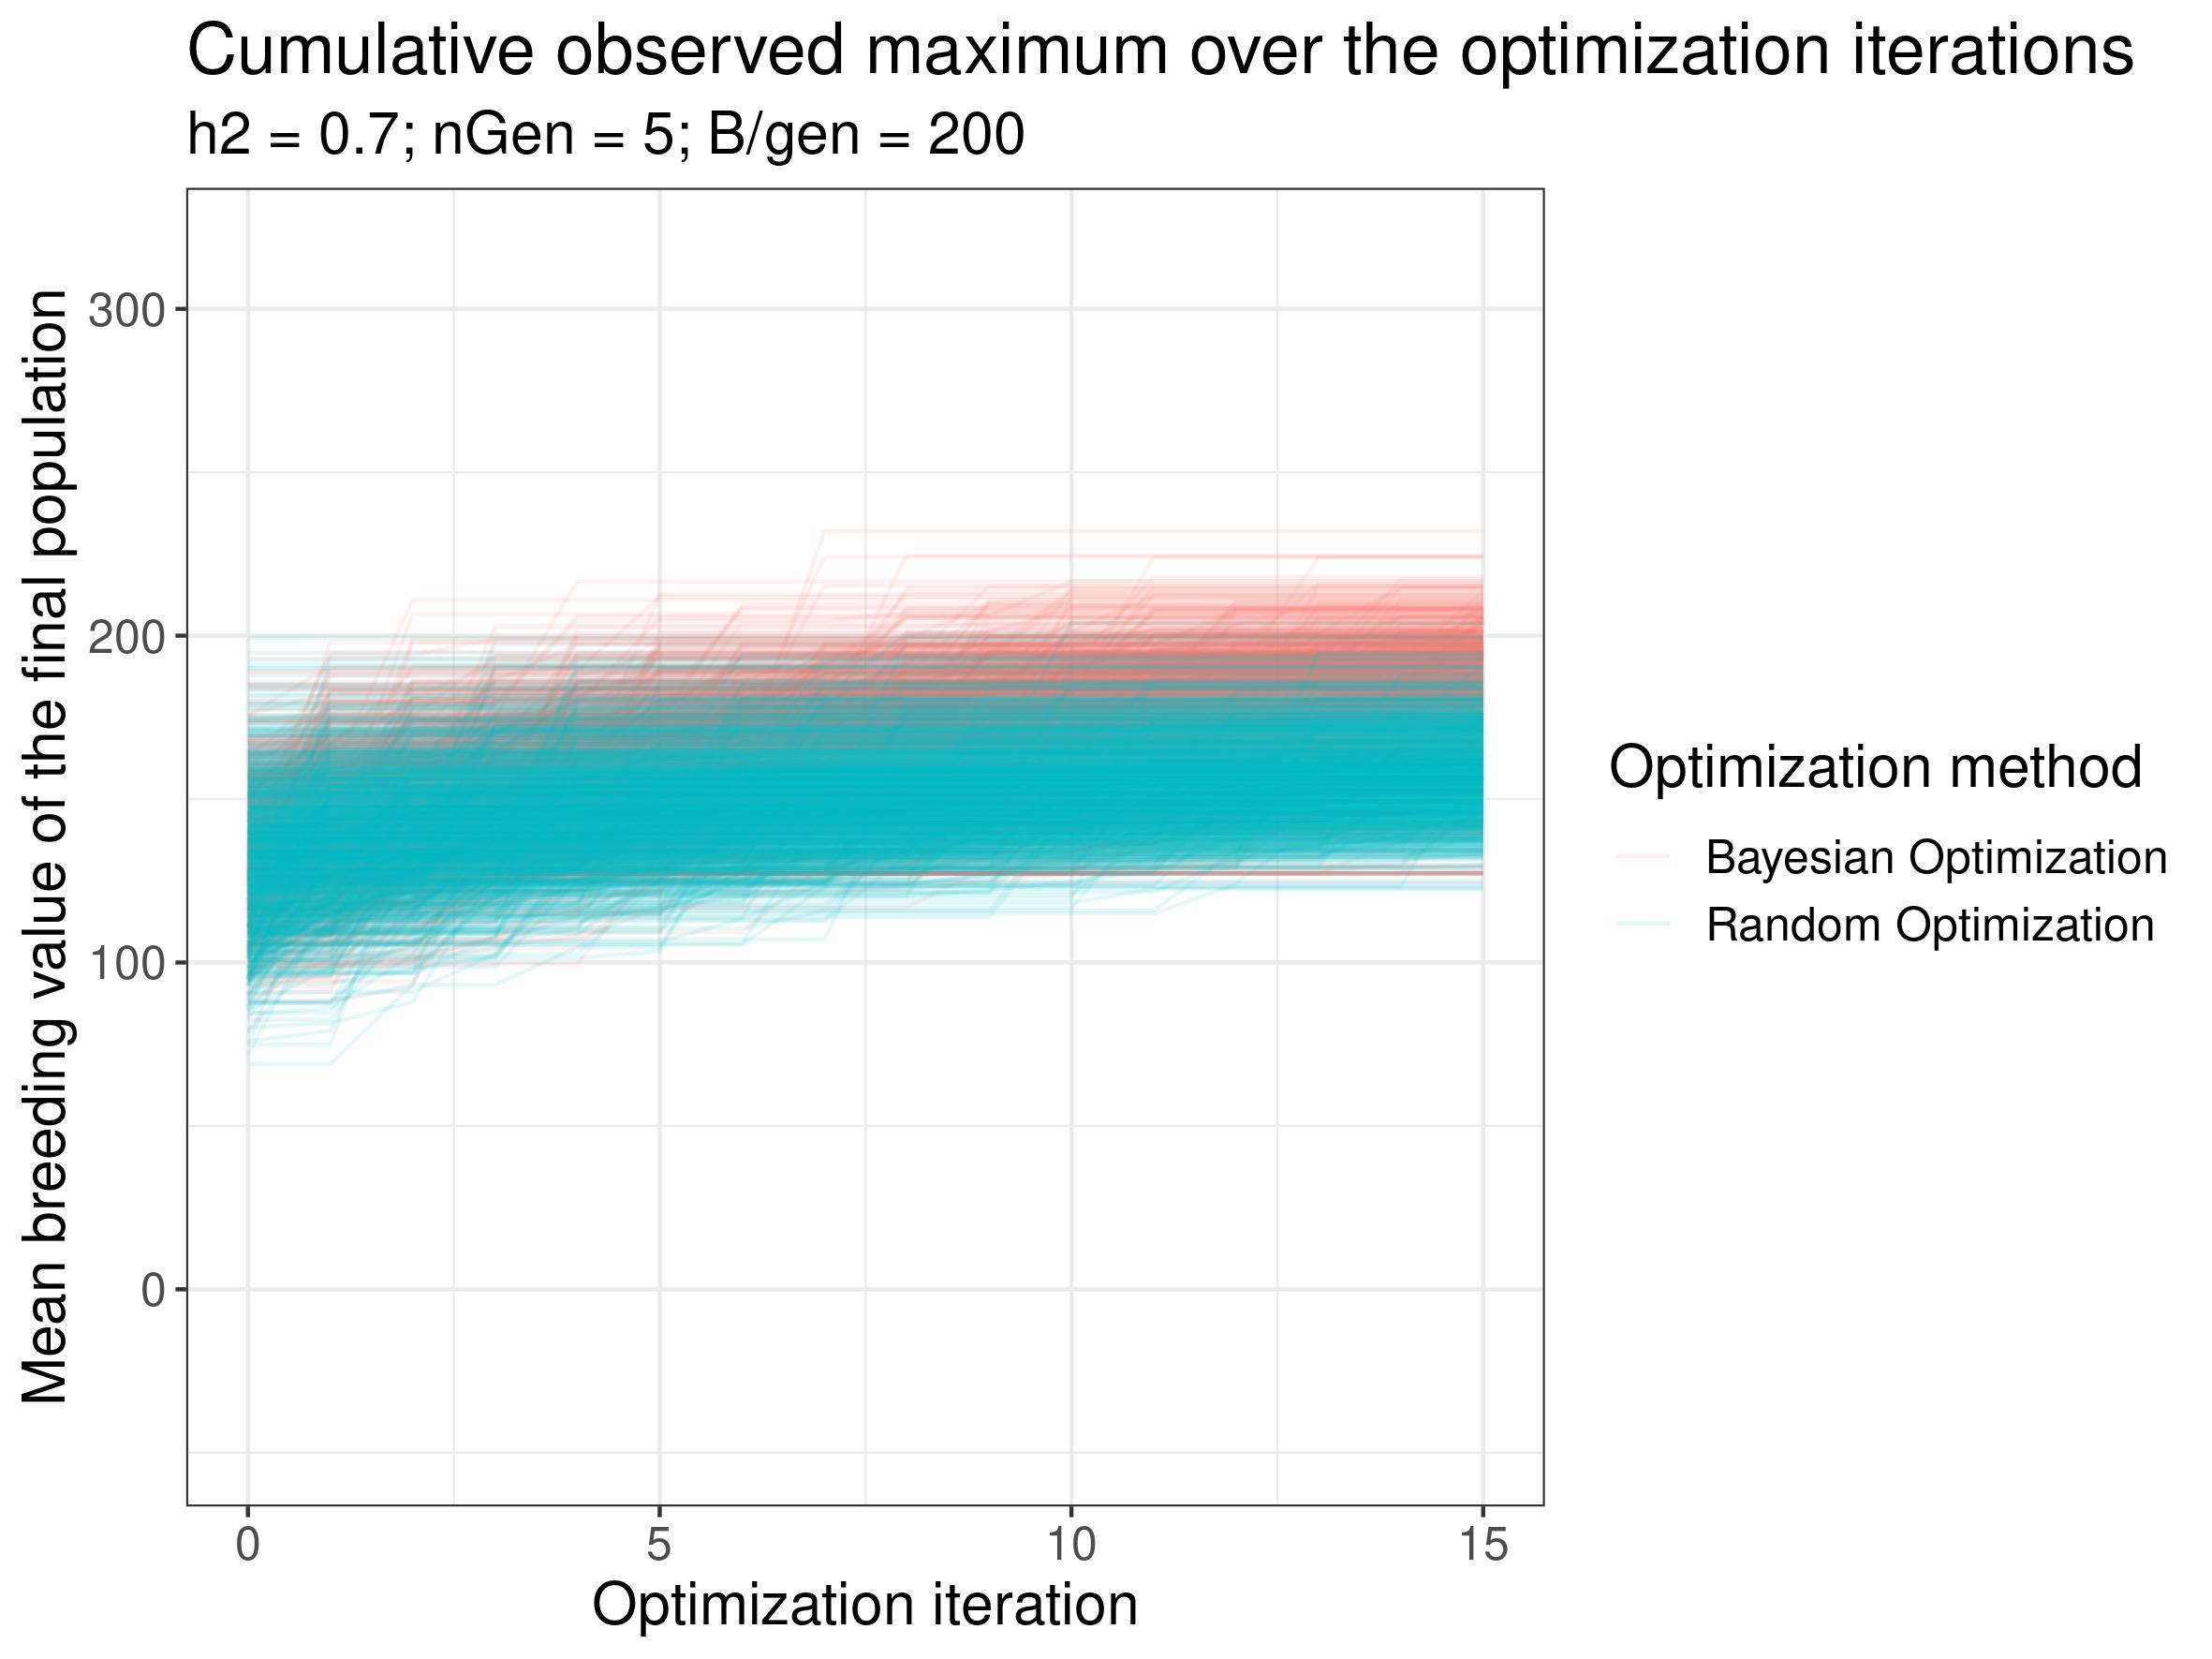 Cumulative observed maximum over the optimization iterations
h2 = 0.7; nGen = 5; B/gen = 200
Mean breeding value of the final population
300
200
100
0
0
5
10
15
Optimization iteration
Optimization method
Bayesian Optimization
Random Optimization